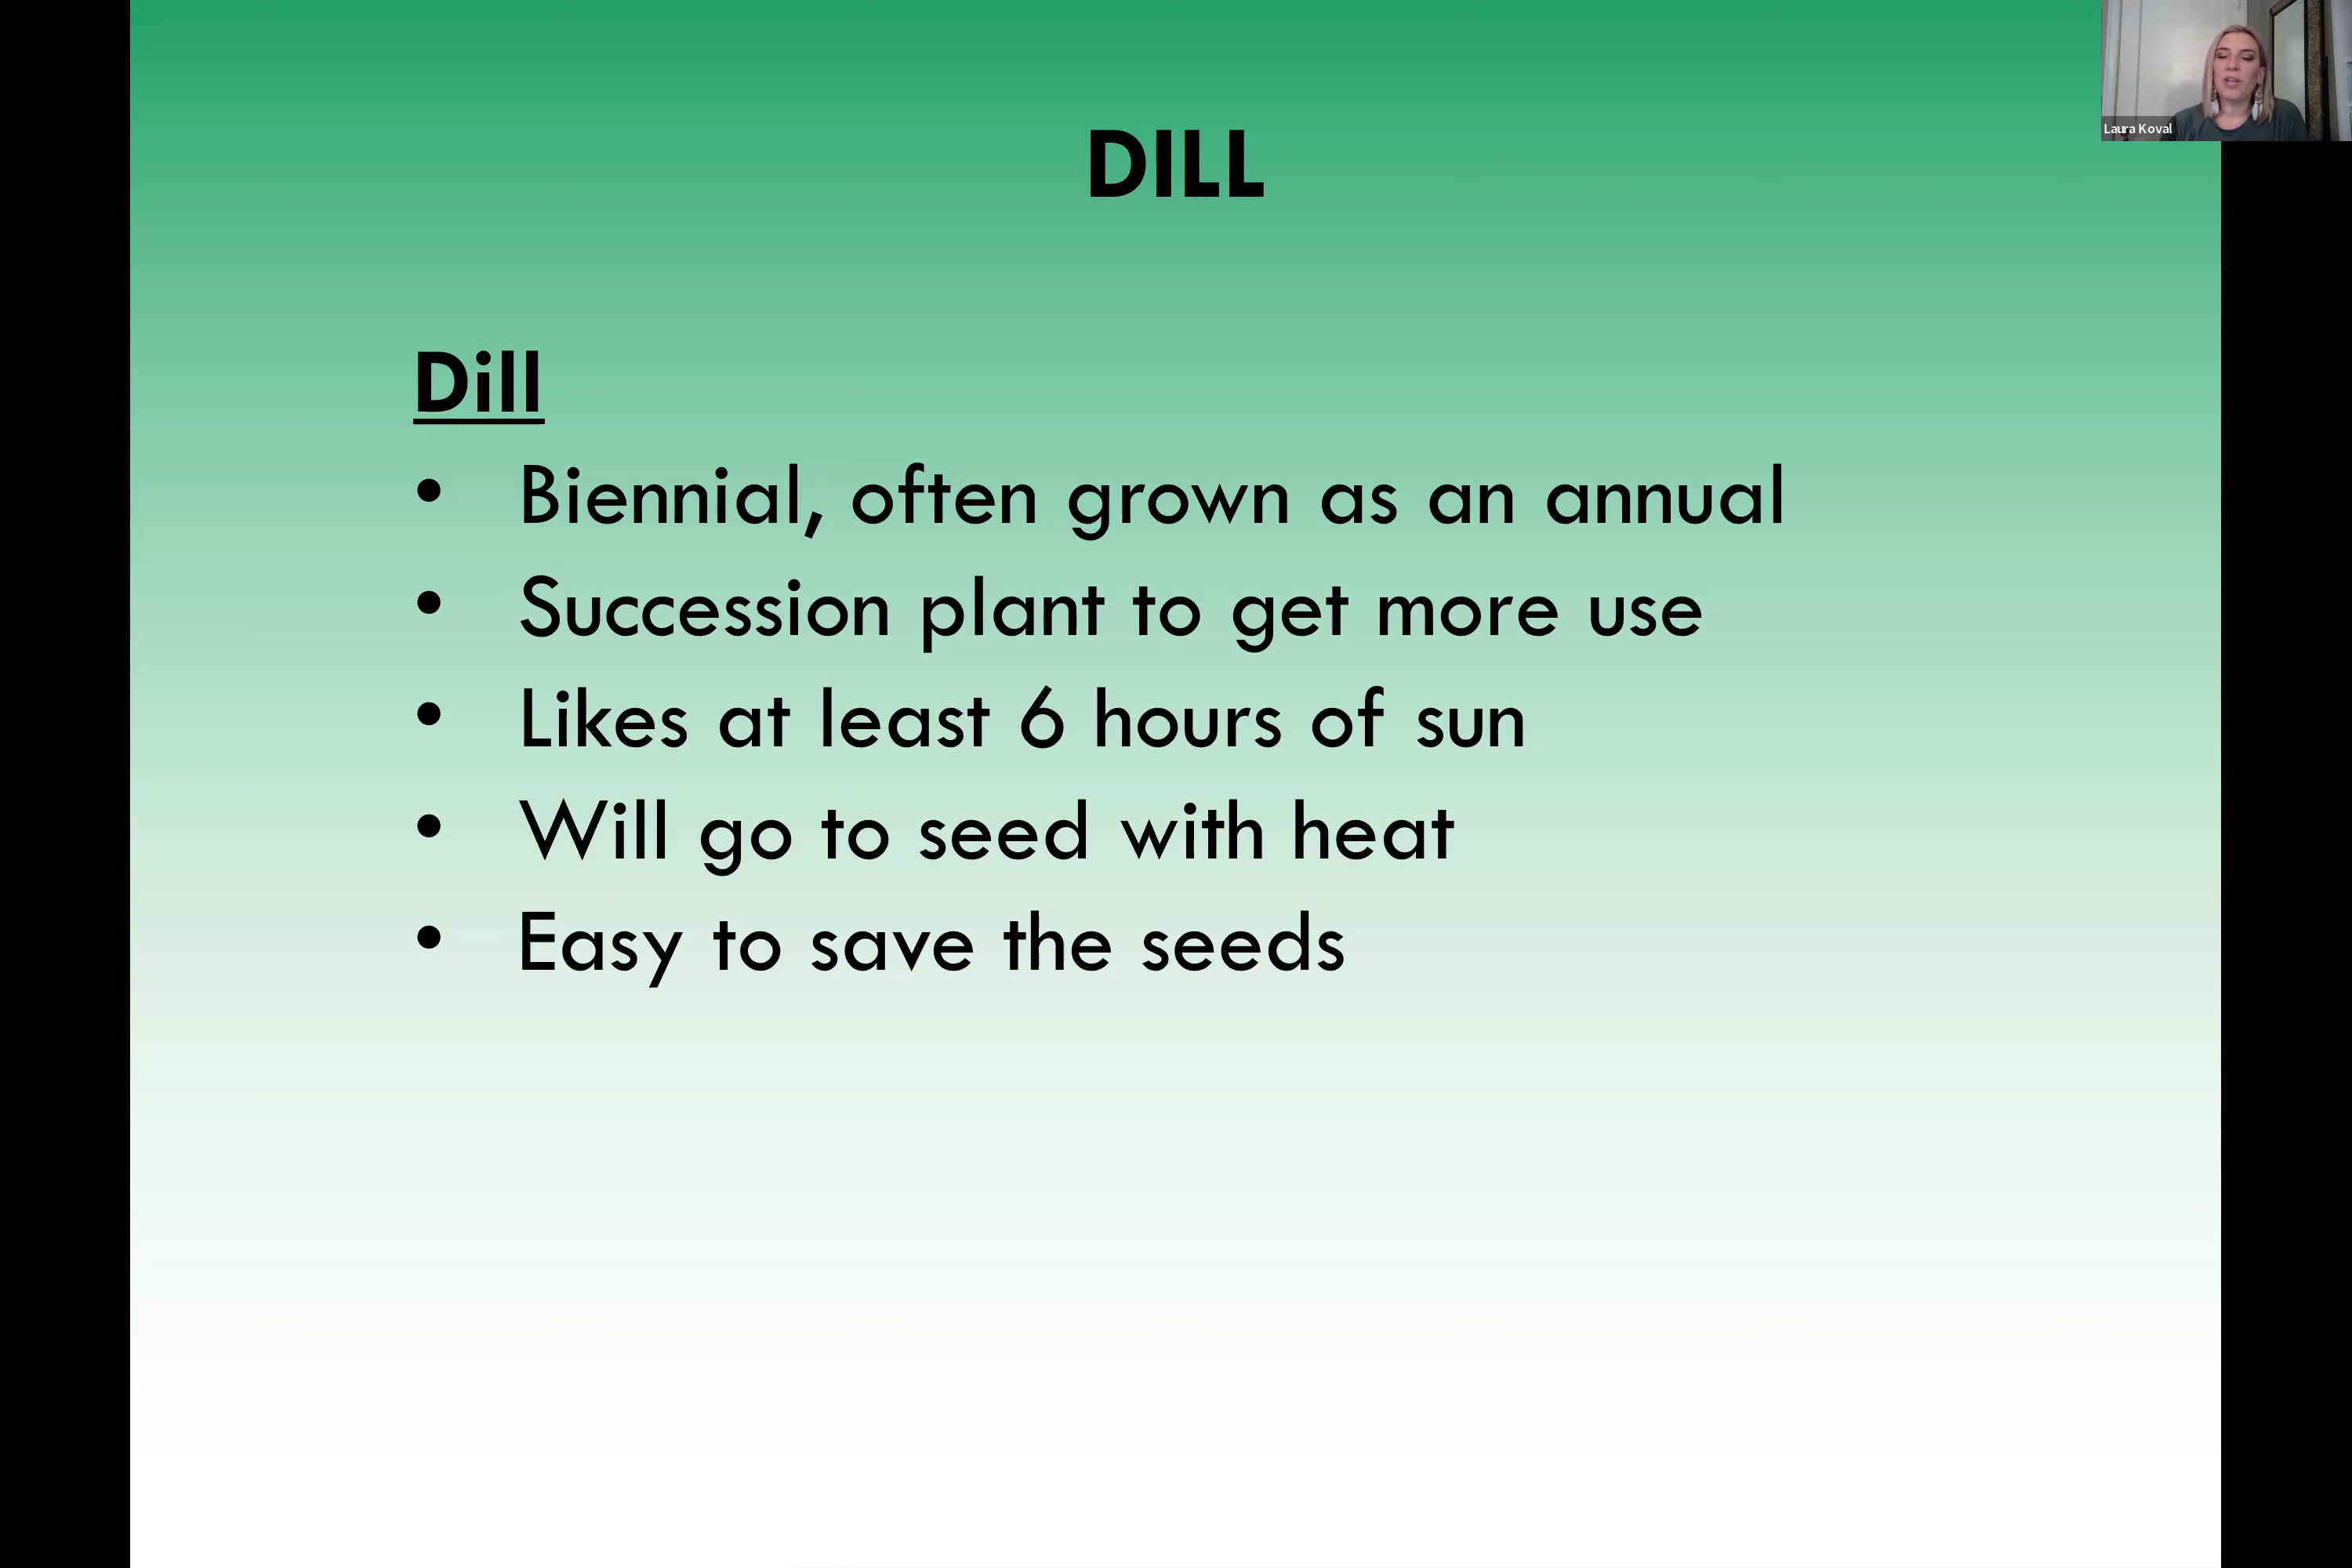 Laura Koval
DILL
Dill
• Biennial, often grown as an annual
• Succession plant to get more use
• Likes at least 6 hours of sun
• Will go to seed with heat
• Easy to save the seeds